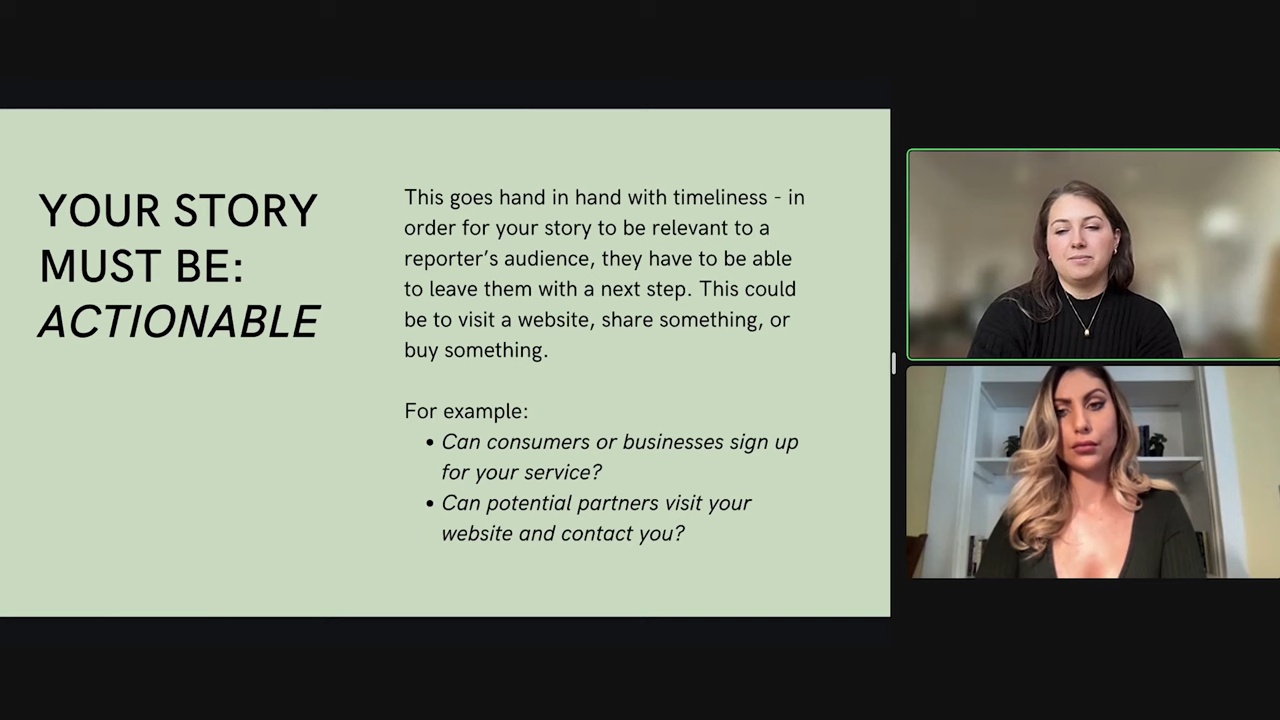 YOUR STORY
MUST BE:
ACTIONABLE
This goes hand in hand with timeliness - in
order for your story to be relevant to a
reporter’s audience, they have to be able
to leave them with a next step. This could
be to visit a website, share something, or
buy something.
For example:
• Can consumers or businesses sign up
for your service?
• Can potential partners visit your
website and contact you?